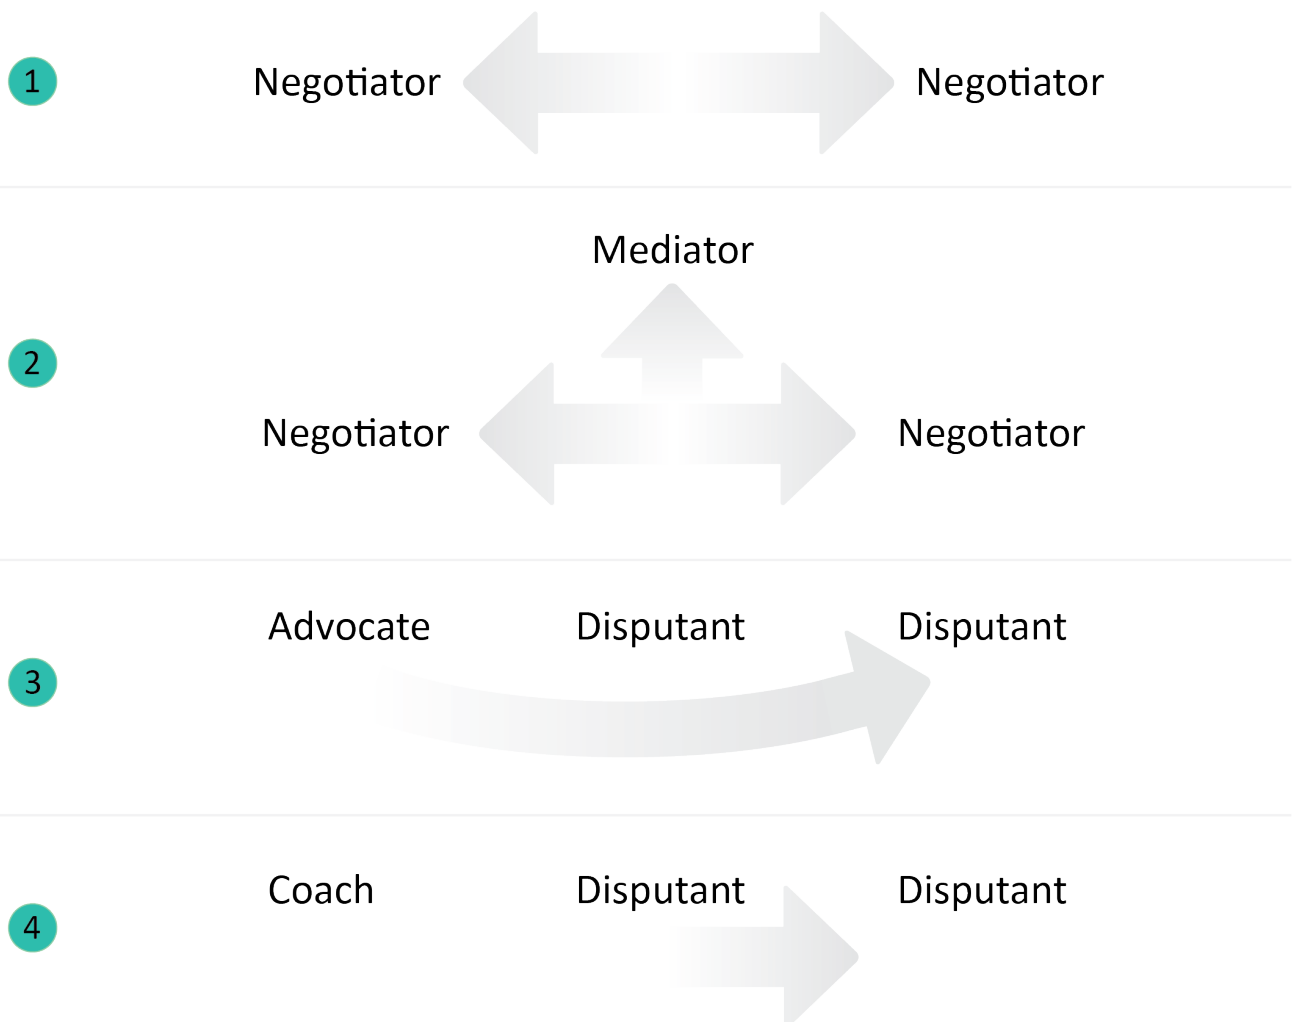 1 Negotiator Negotiator
Mediator
2
Negotiator Negotiator
Advocate Disputant Disputant
3
Coach Disputant Disputant
4